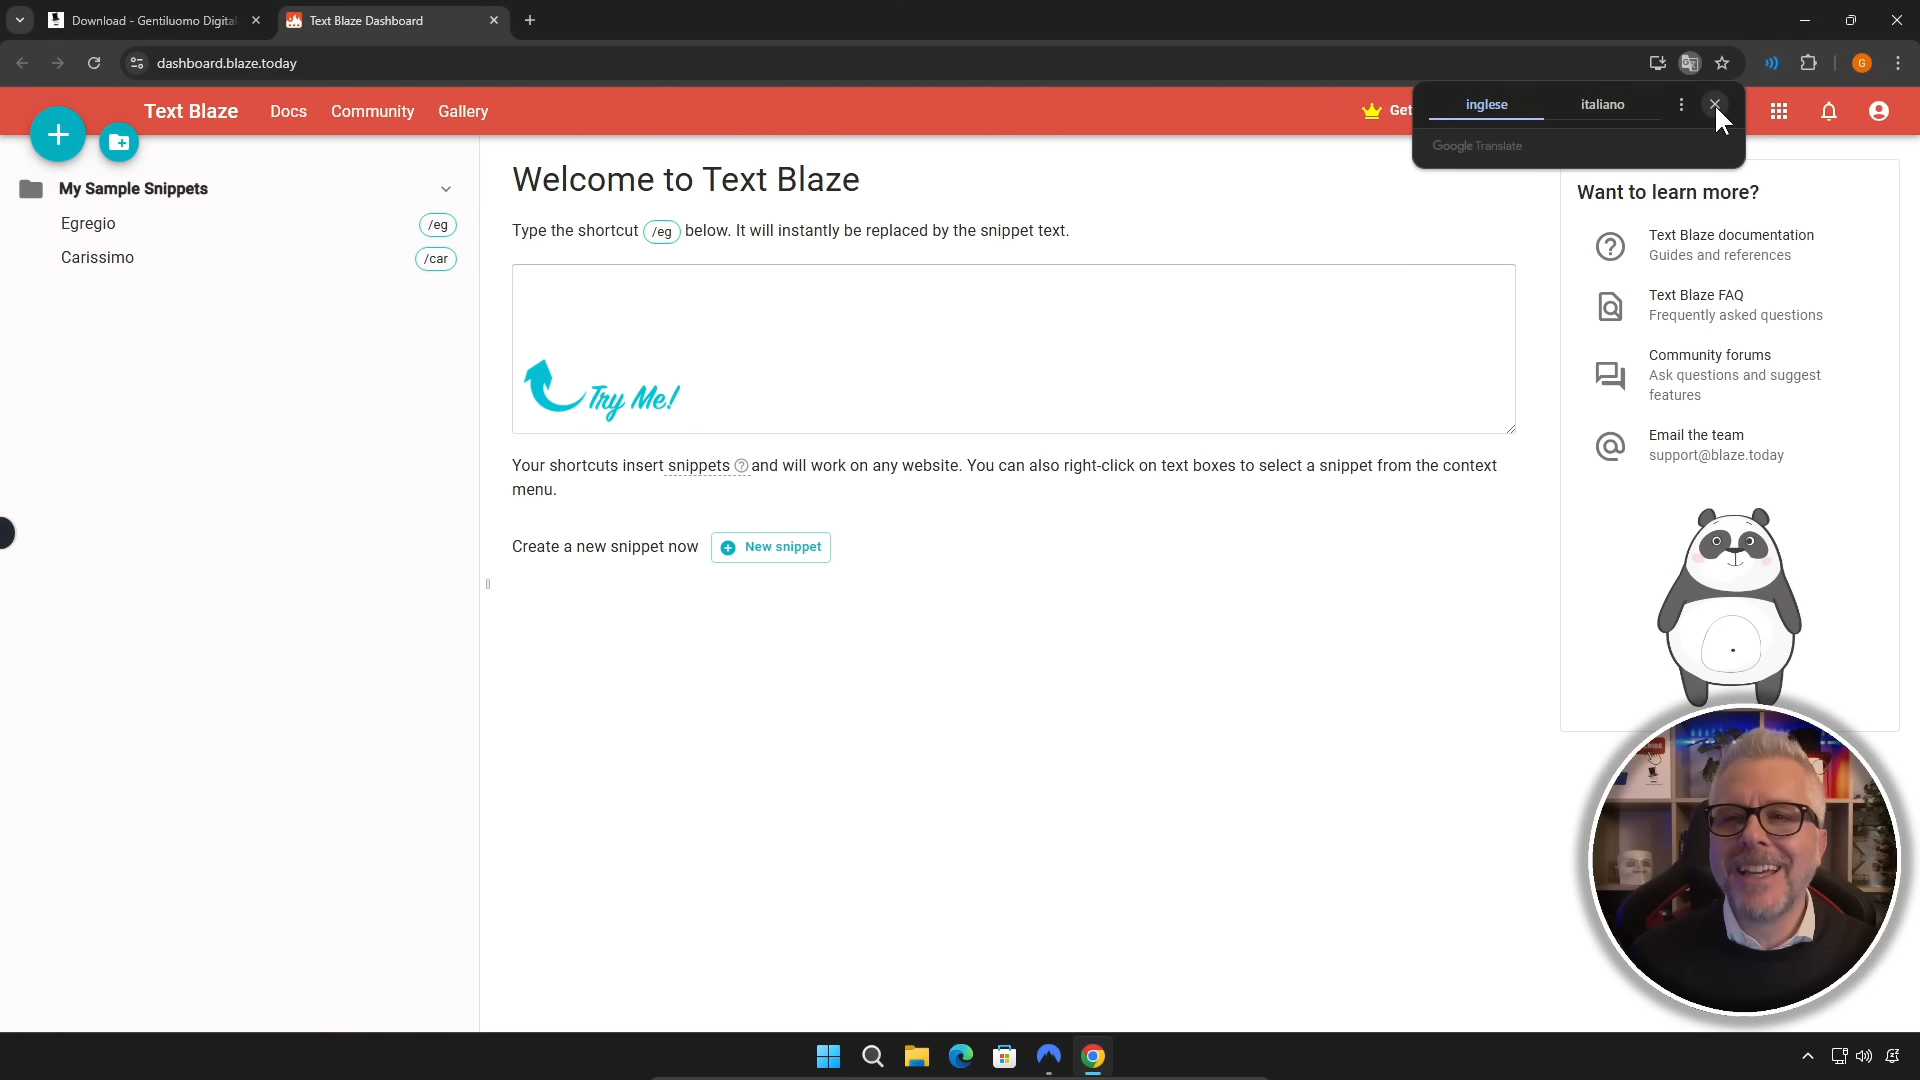 Download - Gentiluomo Digital
Text Blaze Dashboard
dashboard.blaze.today
G
Text Blaze
Docs
Community
Gallery
Get
inglese
italiano
Google Translate
My Sample Snippets
Egregio
/eg
Carissimo
/car
Welcome to Text Blaze
Type the shortcut /eg below. It will instantly be replaced by the snippet text.
Try Me!
Your shortcuts insert snippets and will work on any website. You can also right-click on text boxes to select a snippet from the context
menu.
Create a new snippet now
New snippet
Want to learn more?
Text Blaze documentation
Guides and references
Text Blaze FAQ
Frequently asked questions
Community forums
Ask questions and suggest
features
Email the team
support@blaze.today